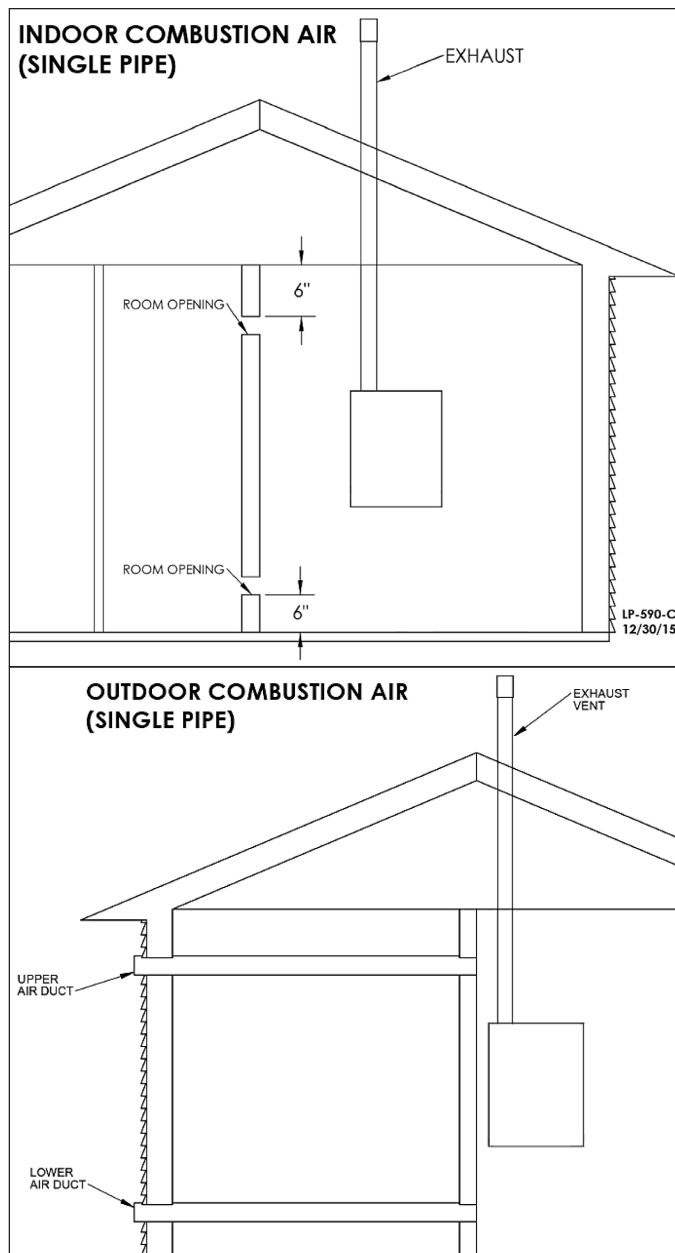 INDOOR COMBUSTION AIR
(SINGLE PIPE)
EXHAUST
6"
ROOM OPENING
ROOM OPENING
6"
LP-590-C
12/30/15
OUTDOOR COMBUSTION AIR
(SINGLE PIPE)
EXHAUST
VENT
UPPER
AIR DUCT
LOWER
AIR DUCT